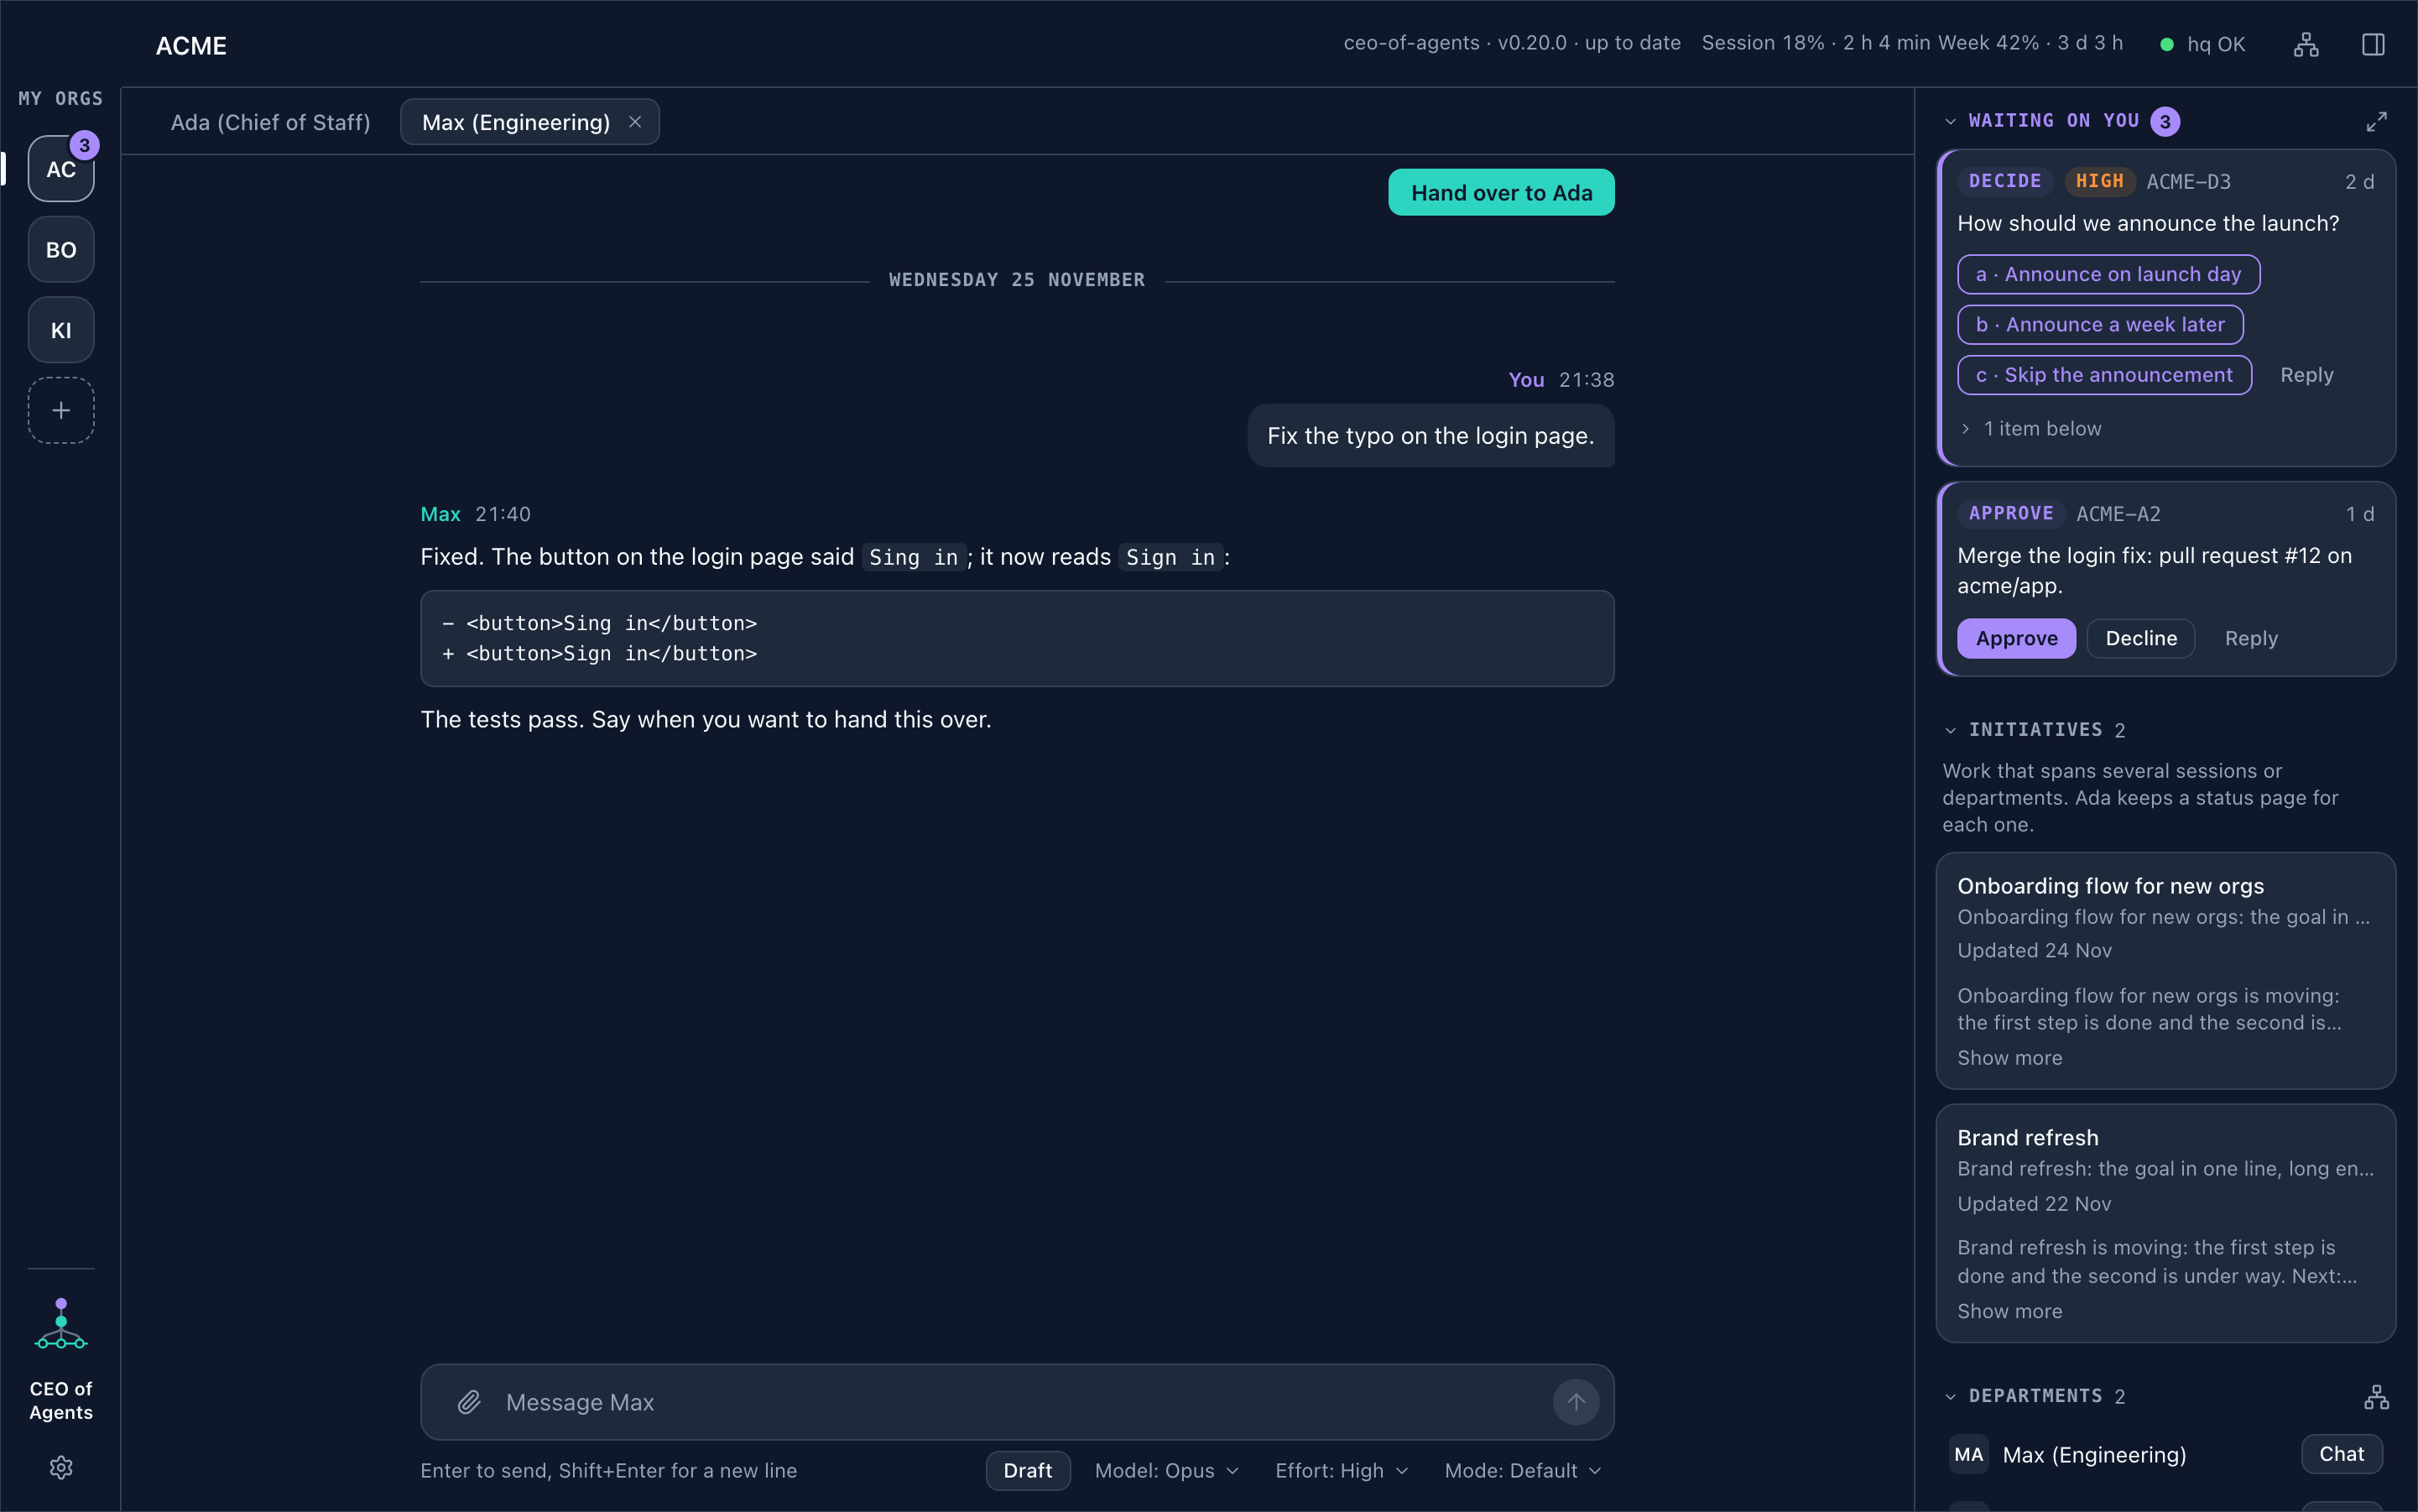 ACME
ceo-of-agents · v0.20.0 · up to date
Session 18% · 2 h 4 min Week 42% · 3 d 3 h
hq OK
MY ORGS
AC
3
BO
KI
CEO of
Agents
Ada (Chief of Staff)
Max (Engineering)
Hand over to Ada
WEDNESDAY 25 NOVEMBER
You 21:38
Fix the typo on the login page.
Max 21:40
Fixed. The button on the login page said Sing in; it now reads Sign in:
− <button>Sing in</button>
+ <button>Sign in</button>
The tests pass. Say when you want to hand this over.
Message Max
Enter to send, Shift+Enter for a new line
Draft
Model: Opus
Effort: High
Mode: Default
WAITING ON YOU 3
DECIDE HIGH ACME–D3 2 d
How should we announce the launch?
a · Announce on launch day
b · Announce a week later
c · Skip the announcement
Reply
1 item below
APPROVE ACME–A2 1 d
Merge the login fix: pull request #12 on
acme/app.
Approve
Decline
Reply
INITIATIVES 2
Work that spans several sessions or
departments. Ada keeps a status page for
each one.
Onboarding flow for new orgs
Onboarding flow for new orgs: the goal in ...
Updated 24 Nov
Onboarding flow for new orgs is moving:
the first step is done and the second is...
Show more
Brand refresh
Brand refresh: the goal in one line, long en...
Updated 22 Nov
Brand refresh is moving: the first step is
done and the second is under way. Next:...
Show more
DEPARTMENTS 2
MA
Max (Engineering)
Chat